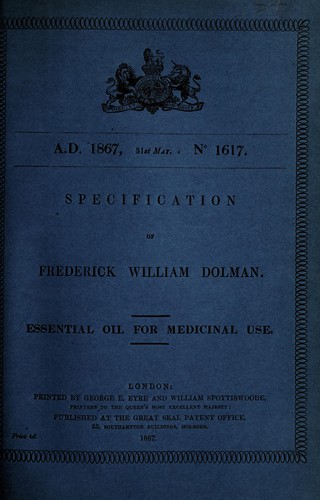 A.D. 1867, 31st MAY. Nº 1617.
SPECIFICATION
OF
FREDERICK WILLIAM DOLMAN.
ESSENTIAL OIL FOR MEDICINAL USE.
LONDON:
PRINTED BY GEORGE E. EYRE AND WILLIAM SPOTTISWOODE,
PRINTERS TO THE QUEEN'S MOST EXCELLENT MAJESTY:
PUBLISHED AT THE GREAT SEAL PATENT OFFICE,
25, SOUTHAMPTON BUILDINGS, HOLBORN.
Price 4d.
1867.